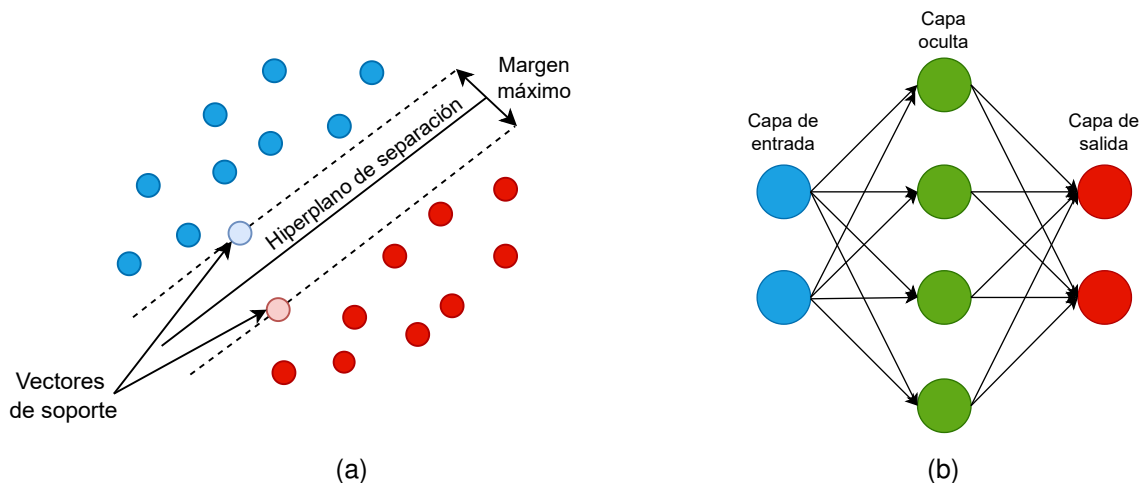 Margen
máximo
Hiperplano de separación
Vectores
de soporte
(a)
Capa
oculta
Capa de
entrada
Capa de
salida
(b)